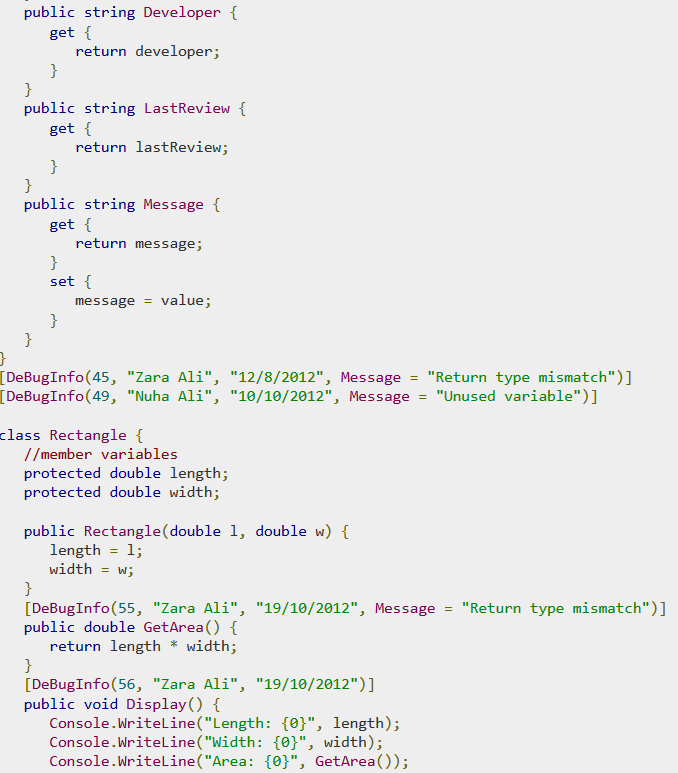 public string Developer {
get {
return developer;
}
}
public string LastReview {
get {
return lastReview;
}
}
public string Message {
get {
return message;
}
set {
message = value;
}
}
}
[DeBugInfo(45, "Zara Ali", "12/8/2012", Message = "Return type mismatch")]
[DeBugInfo(49, "Nuha Ali", "10/10/2012", Message = "Unused variable")]
class Rectangle {
//member variables
protected double length;
protected double width;
public Rectangle(double l, double w) {
length = l;
width = w;
}
[DeBugInfo(55, "Zara Ali", "19/10/2012", Message = "Return type mismatch")]
public double GetArea() {
return length * width;
}
[DeBugInfo(56, "Zara Ali", "19/10/2012")]
public void Display() {
Console.WriteLine("Length: {0}", length);
Console.WriteLine("Width: {0}", width);
Console.WriteLine("Area: {0}", GetArea());